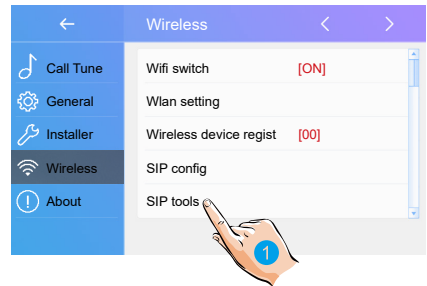 Wireless
Call Tune
General
Installer
Wireless
About
Wifi switch [ON]
Wlan setting
Wireless device regist [00]
SIP config
SIP tools
1